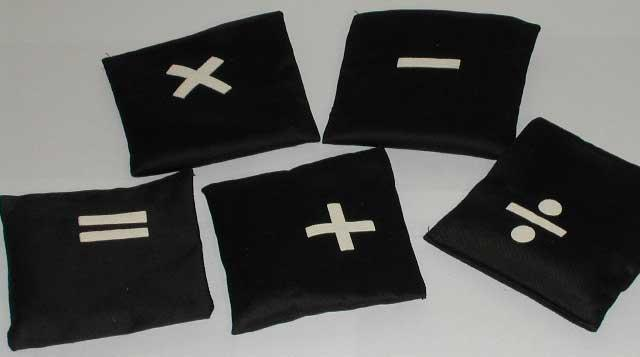 × −
= + ÷